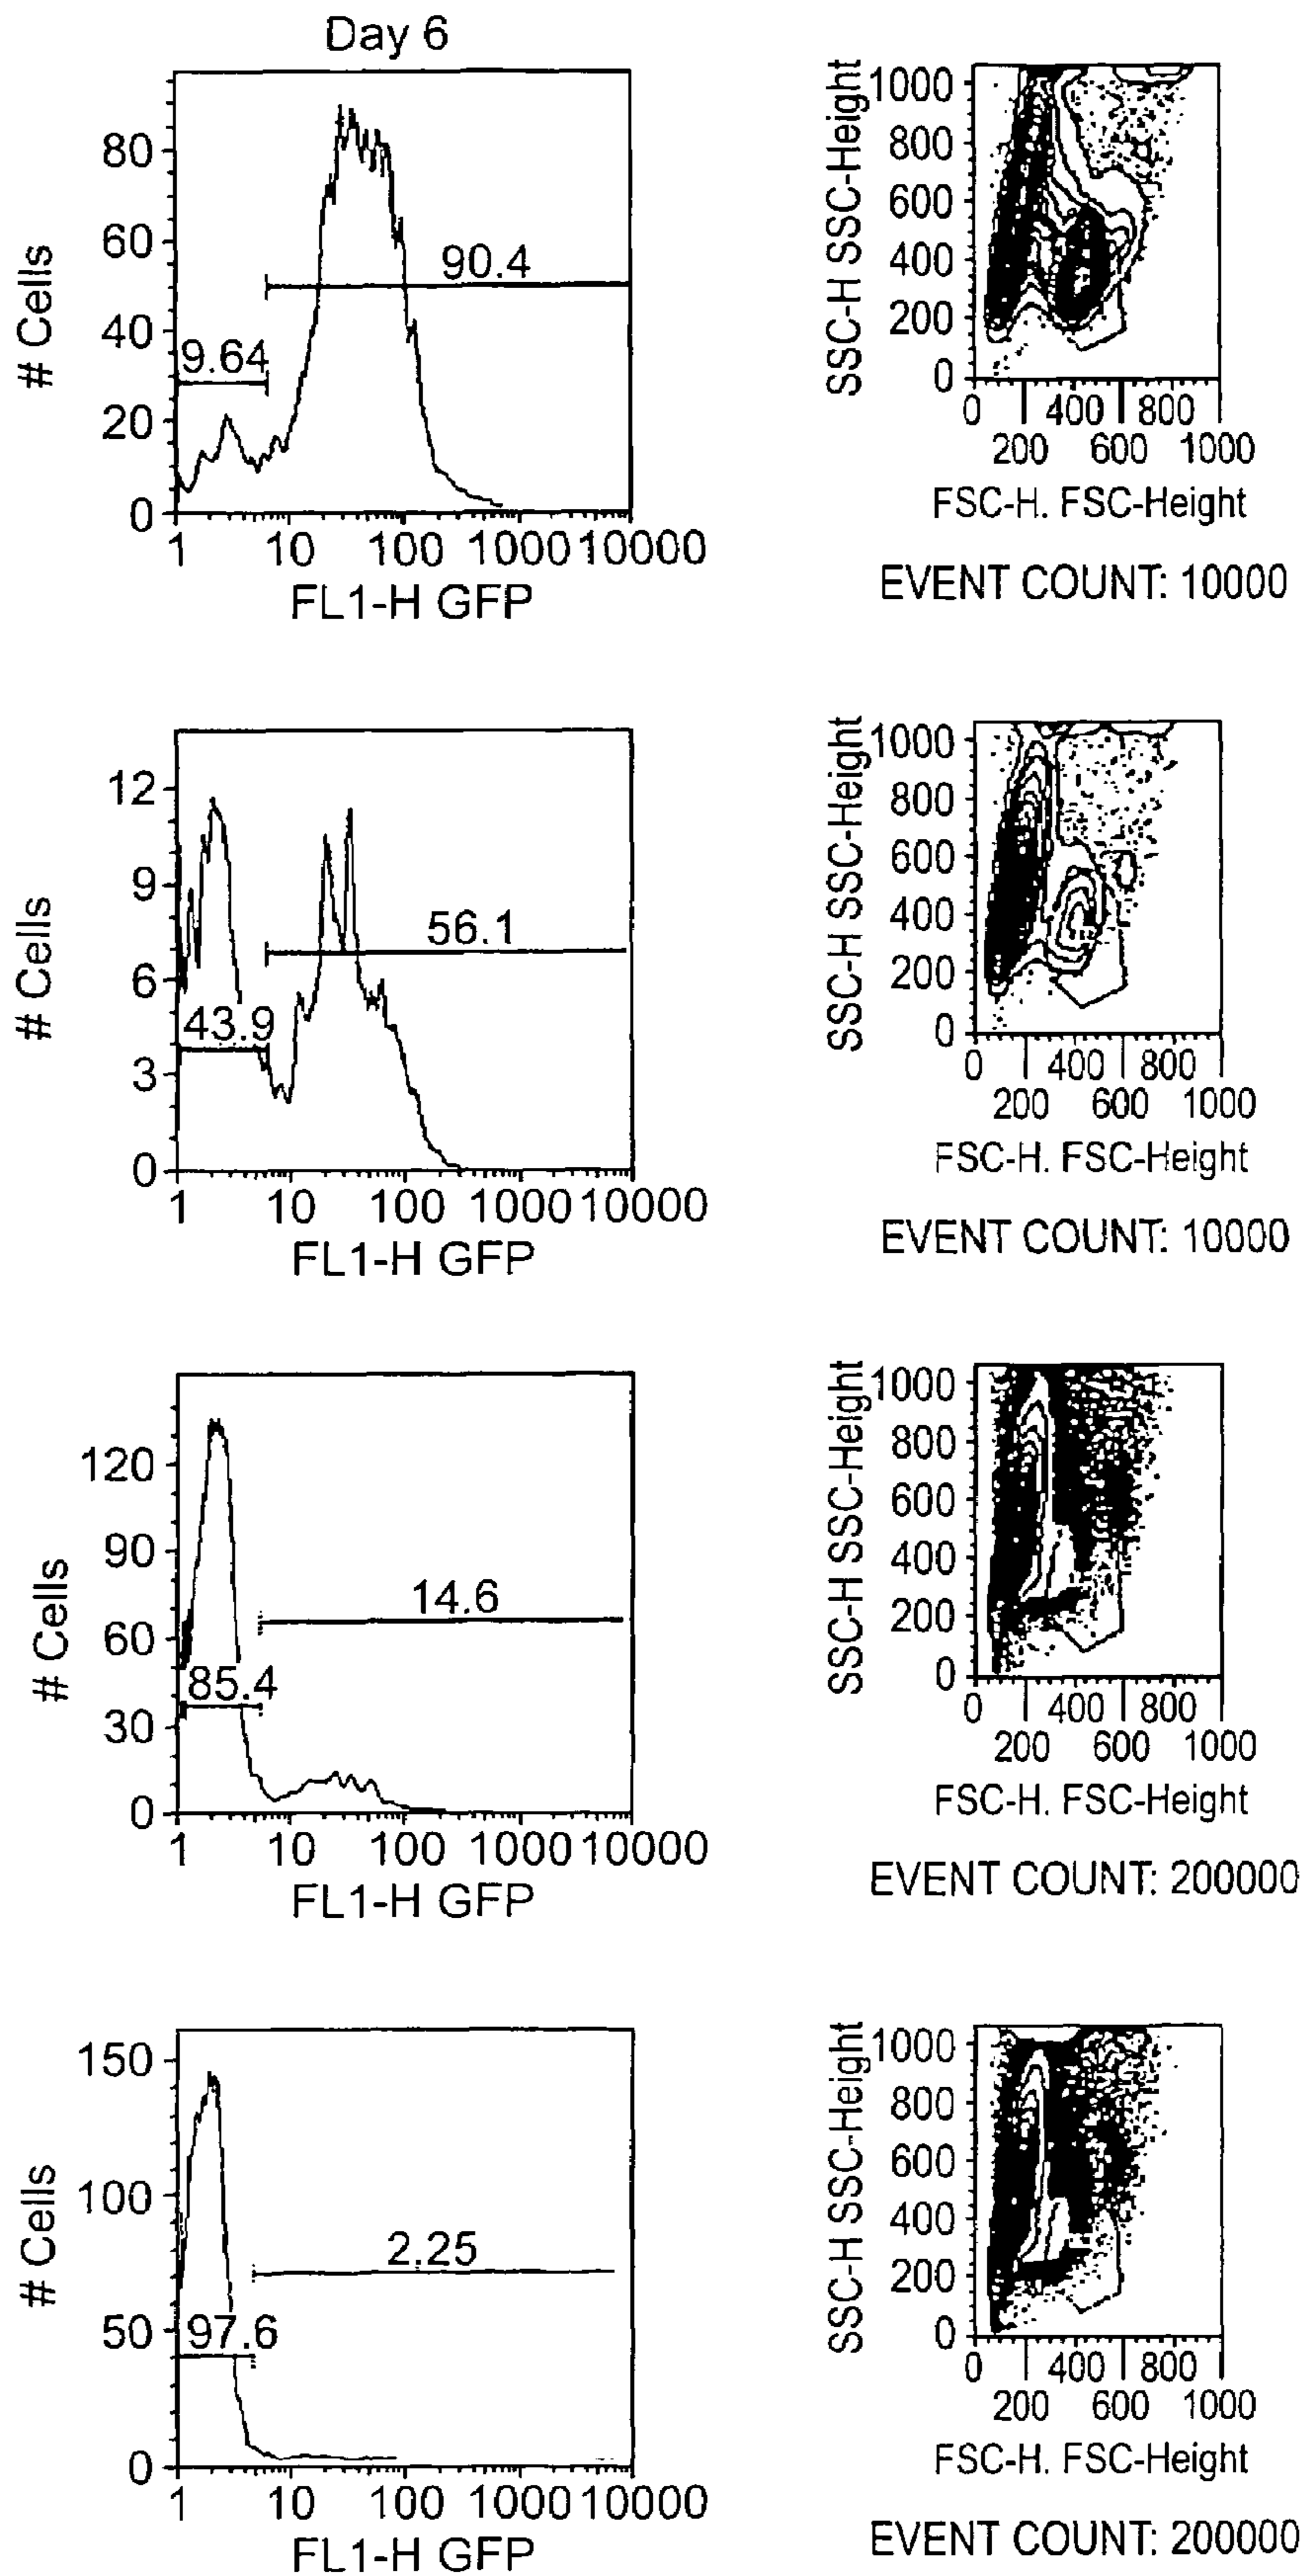 Day 6
# Cells
80
60
40
20
0
9.64
90.4
1 10 100 1000 10000
FL1-H GFP
SSC-H SSC-Height
1000
800
600
400
200
0
0 400 800
200 600 1000
FSC-H. FSC-Height
EVENT COUNT: 10000
# Cells
12
9
6
3
0
43.9
56.1
1 10 100 1000 10000
FL1-H GFP
SSC-H SSC-Height
1000
800
600
400
200
0
0 400 800
200 600 1000
FSC-H. FSC-Height
EVENT COUNT: 10000
# Cells
120
90
60
30
0
85.4
14.6
1 10 100 1000 10000
FL1-H GFP
SSC-H SSC-Height
1000
800
600
400
200
0
0 400 800
200 600 1000
FSC-H. FSC-Height
EVENT COUNT: 200000
# Cells
150
100
50
0
97.6
2.25
1 10 100 1000 10000
FL1-H GFP
SSC-H SSC-Height
1000
800
600
400
200
0
0 400 800
200 600 1000
FSC-H. FSC-Height
EVENT COUNT: 200000